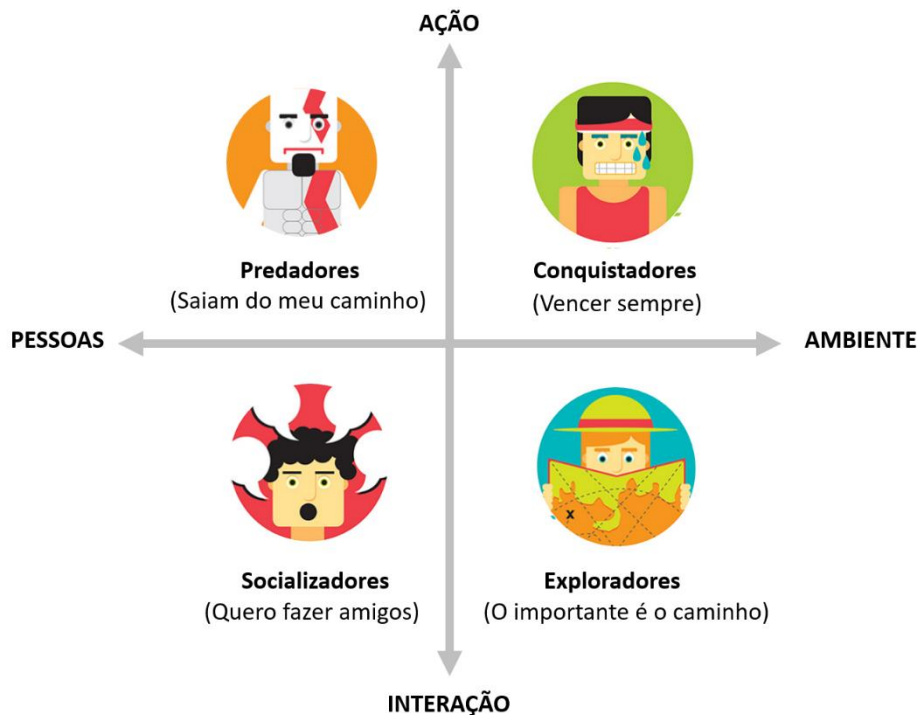 AÇÃO
Predadores
(Saiam do meu caminho)
Conquistadores
(Vencer sempre)
PESSOAS
AMBIENTE
x
Socializadores
(Quero fazer amigos)
Exploradores
(O importante é o caminho)
INTERAÇÃO